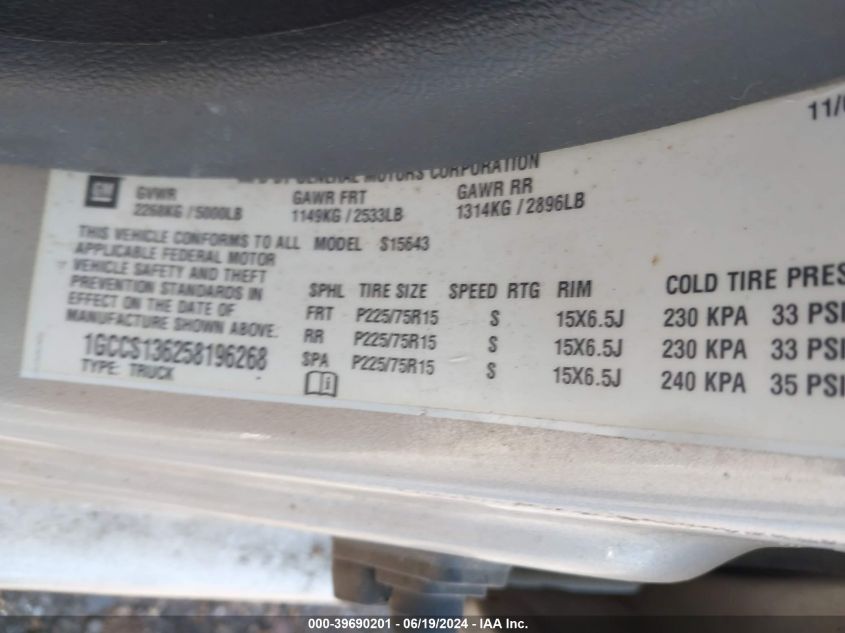 11/
MFD BY GENERAL MOTORS CORPORATION
GM
GVWR GAWR FRT GAWR RR
2268KG / 5000LB 1149KG / 2533LB 1314KG / 2896LB
THIS VEHICLE CONFORMS TO ALL MODEL S15643
APPLICABLE FEDERAL MOTOR
VEHICLE SAFETY AND THEFT
PREVENTION STANDARDS IN
EFFECT ON THE DATE OF
MANUFACTURE SHOWN ABOVE.
1GCCS136258196268
TYPE: TRUCK
SPHL TIRE SIZE SPEED RTG RIM COLD TIRE PRES
FRT P225/75R15 S 15X6.5J 230 KPA 33 PSI
RR P225/75R15 S 15X6.5J 230 KPA 33 PSI
SPA P225/75R15 S 15X6.5J 240 KPA 35 PSI
i
000-39690201 - 06/19/2024 - IAA Inc.